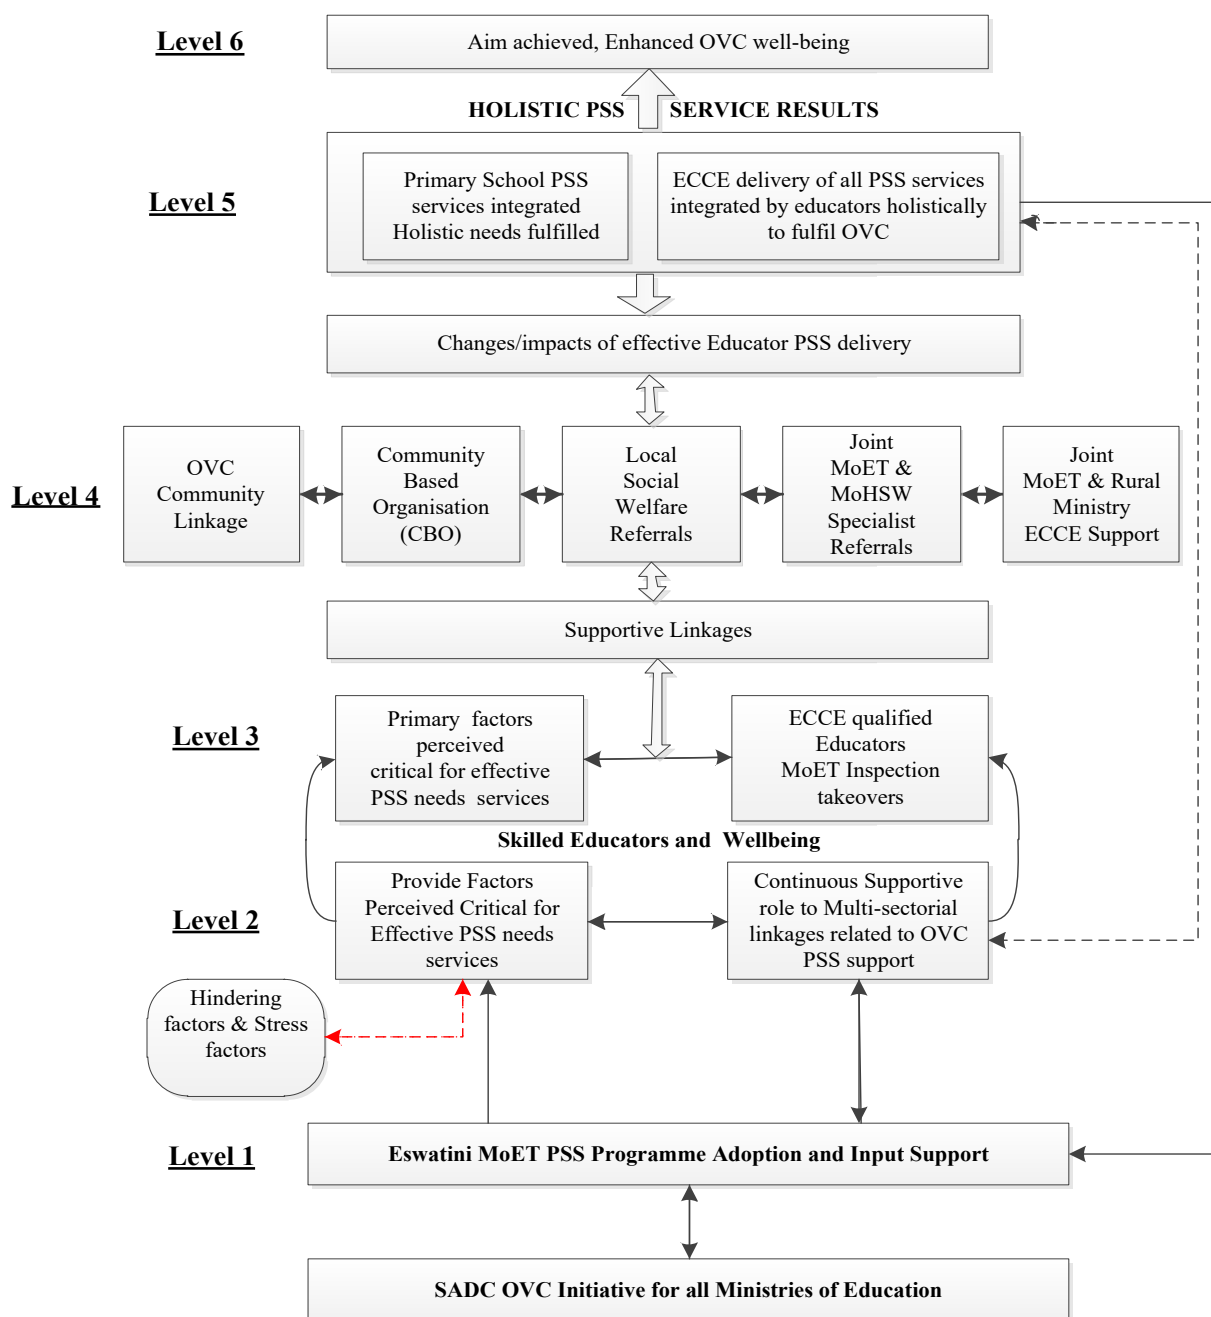 Level 6
Aim achieved, Enhanced OVC well-being
HOLISTIC PSS SERVICE RESULTS
Level 5
Primary School PSS
services integrated
Holistic needs fulfilled
ECCE delivery of all PSS services
integrated by educators holistically
to fulfil OVC
Changes/impacts of effective Educator PSS delivery
Level 4
OVC
Community
Linkage
Community
Based
Organisation
(CBO)
Local
Social
Welfare
Referrals
Joint
MoET &
MoHSW
Specialist
Referrals
Joint
MoET & Rural
Ministry
ECCE Support
Supportive Linkages
Level 3
Primary factors
perceived
critical for effective
PSS needs services
ECCE qualified
Educators
MoET Inspection
takeovers
Skilled Educators and Wellbeing
Level 2
Provide Factors
Perceived Critical for
Effective PSS needs
services
Continuous Supportive
role to Multi-sectorial
linkages related to OVC
PSS support
Hindering
factors & Stress
factors
Level 1
Eswatini MoET PSS Programme Adoption and Input Support
SADC OVC Initiative for all Ministries of Education